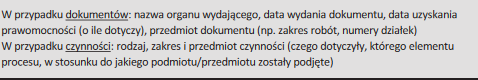 W przypadku dokumentów: nazwa organu wydającego, data wydania dokumentu, data uzyskania
prawomocności (o ile dotyczy), przedmiot dokumentu (np. zakres robót, numery działek)
W przypadku czynności: rodzaj, zakres i przedmiot czynności (czego dotyczyły, którego elementu
procesu, w stosunku do jakiego podmiotu/przedmiotu zostały podjęte)